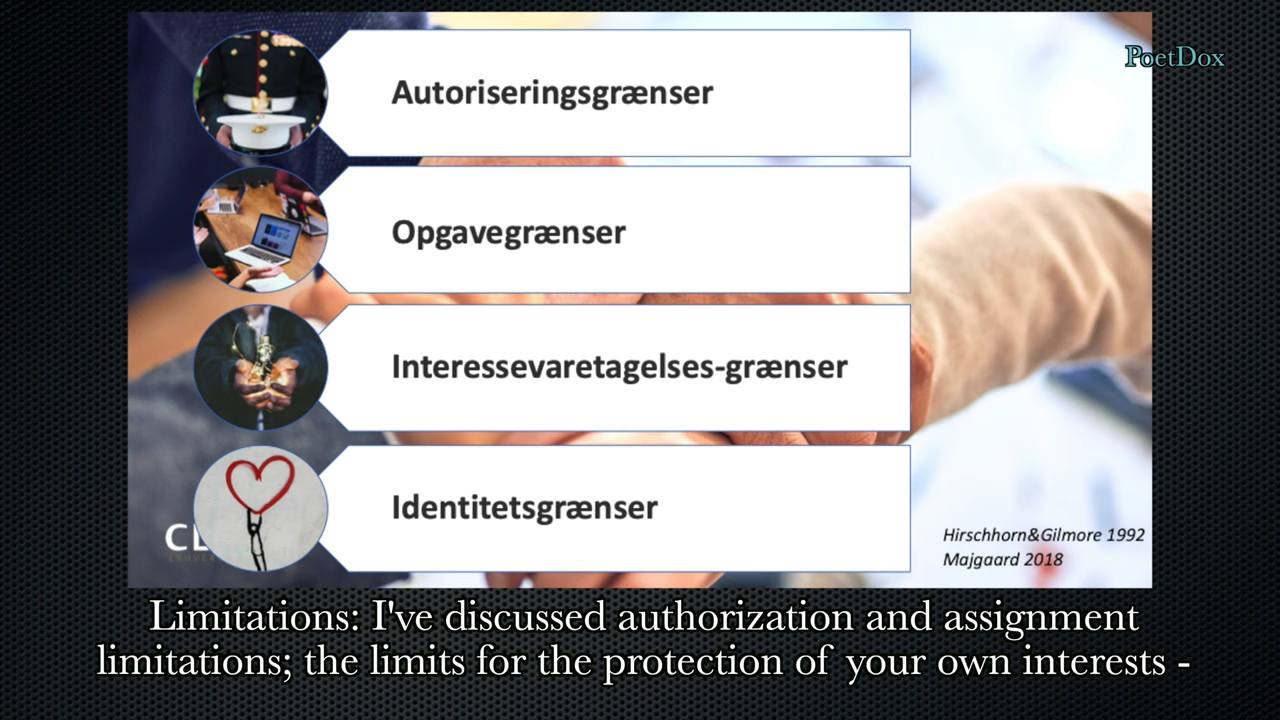 PoetDox
Autoriseringsgrænser
Opgavegrænser
Interessevaretagelses-grænser
Identitetsgrænser
Hirschhorn&Gilmore 1992
Majgaard 2018
Limitations: I've discussed authorization and assignment
limitations; the limits for the protection of your own interests -